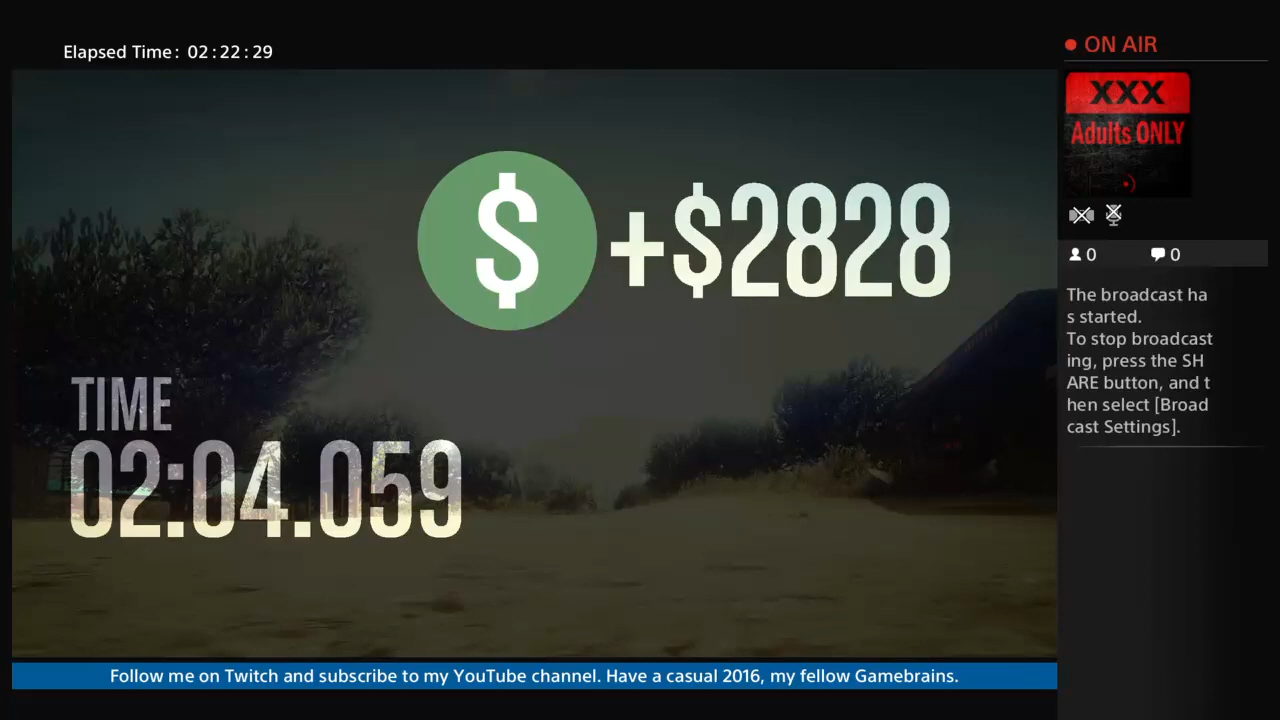 Elapsed Time: 02:22:29
ON AIR
XXX
Adults ONLY
$ +$2828
0 0
The broadcast ha
s started.
To stop broadcast
ing, press the SH
ARE button, and t
hen select [Broad
cast Settings].
TIME
02:04.059
Follow me on Twitch and subscribe to my YouTube channel. Have a casual 2016, my fellow Gamebrains.